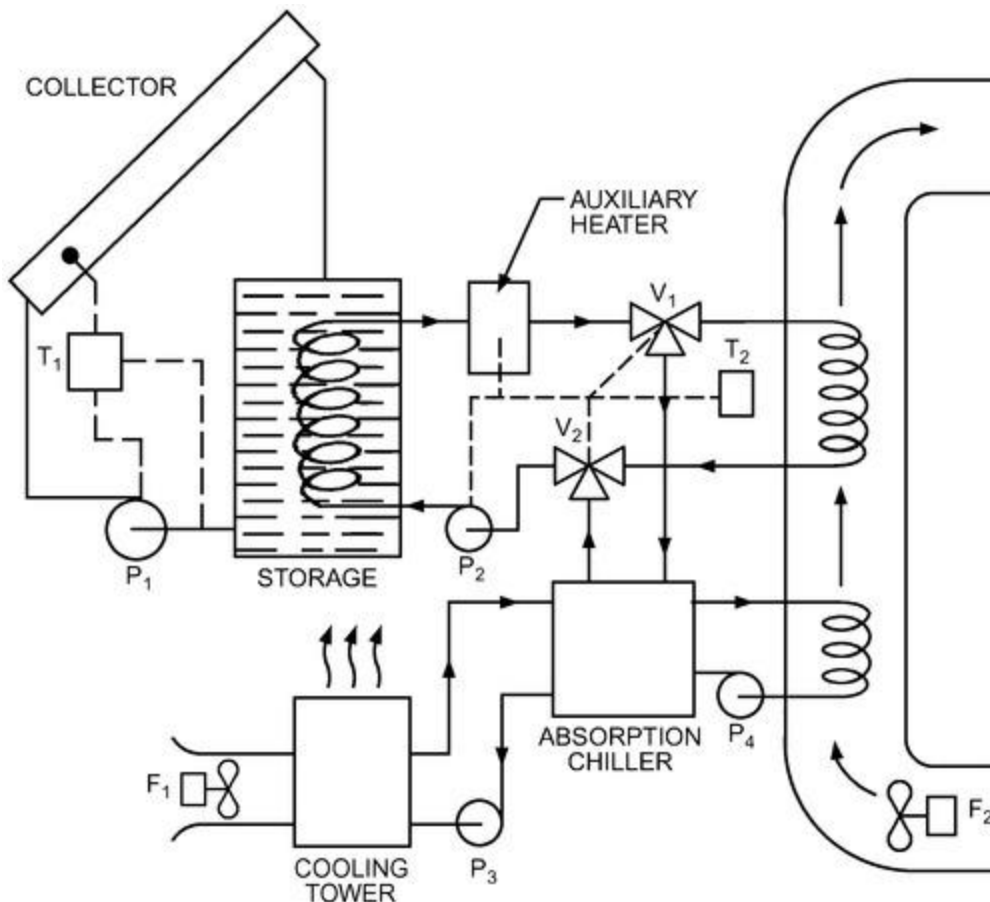 COLLECTOR
AUXILIARY
HEATER
V₁
T₁
T₂
V₂
P₁
STORAGE
P₂
ABSORPTION
CHILLER
P₄
F₁
F₂
P₃
COOLING
TOWER